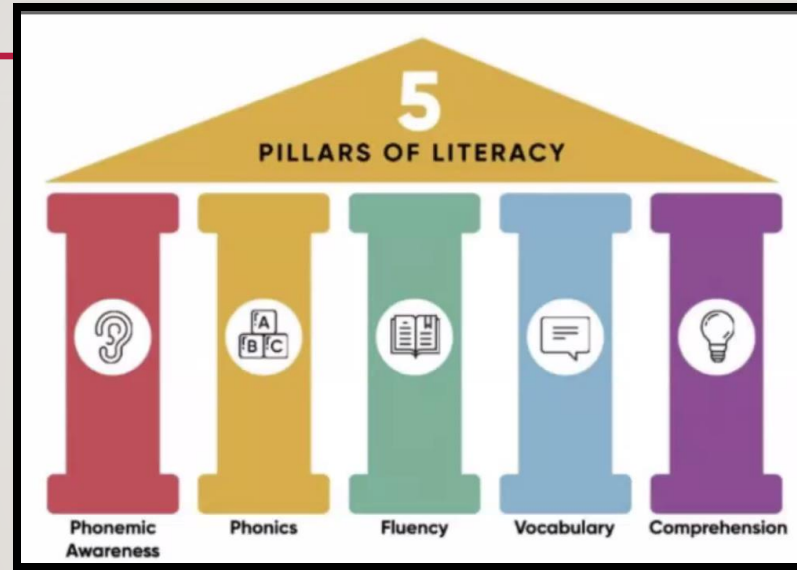 5
PILLARS OF LITERACY
A
B C
Phonemic
Awareness
Phonics
Fluency
Vocabulary
Comprehension